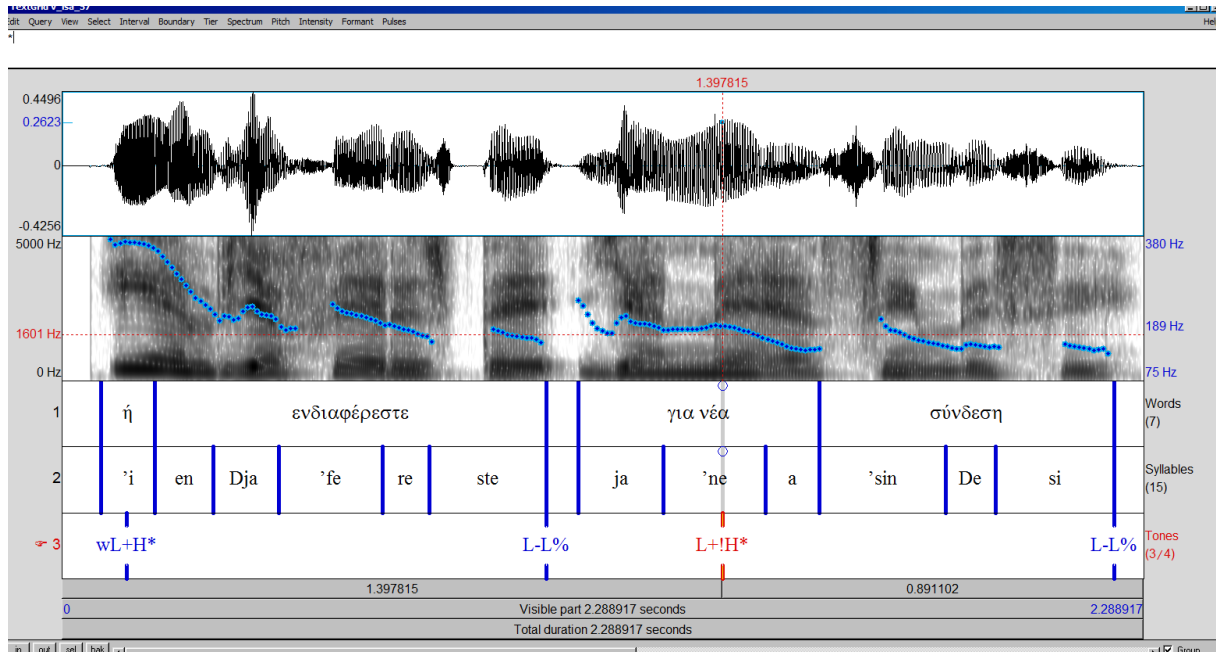 Edit Query View Select Interval Boundary Tier Spectrum Pitch Intensity Formant Pulses
1.397815
0.4496
0.2623
0
-0.4256
5000 Hz 380 Hz
1601 Hz 189 Hz
0 Hz 75 Hz
1 ή ενδιαφέρεστε για νέα σύνδεση Words
(7)
2 'i en Dja 'fe re ste ja 'ne a 'sin De si Syllables
(15)
3 wL+H* L-L% L+!H* L-L% Tones
(3/4)
1.397815 0.891102
0 Visible part 2.288917 seconds 2.288917
Total duration 2.288917 seconds
in out sel bak Group